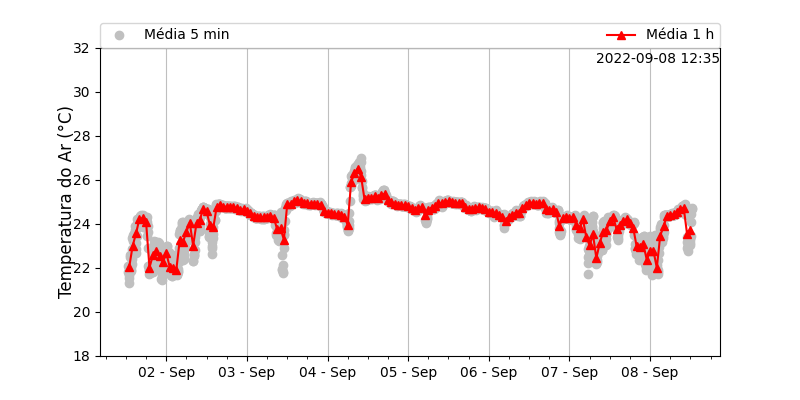 Média 5 min
Média 1 h
2022-09-08 12:35
Temperatura do Ar (°C)
32
30
28
26
24
22
20
18
02 - Sep
03 - Sep
04 - Sep
05 - Sep
06 - Sep
07 - Sep
08 - Sep